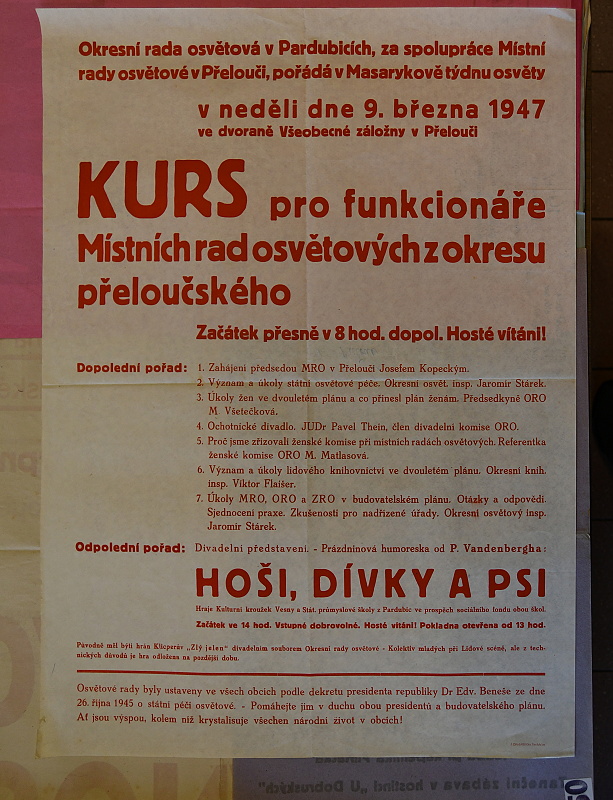 Okresní rada osvětová v Pardubicích, za spolupráce Místní
rady osvětové v Přelouči, pořádá v Masarykově týdnu osvěty
v neděli dne 9. března 1947
ve dvoraně Všeobecné záložny v Přelouči
KURS pro funkcionáře
Místních rad osvětových z okresu
přeloučského
Začátek přesně v 8 hod. dopol. Hosté vítáni!
Dopolední pořad: 1. Zahájení předsedou MRO v Přelouči Josefem Kopeckým.
2. Význam a úkoly státní osvětové péče. Okresní osvět. insp. Jaromír Stárek.
3. Úkoly žen ve dvouletém plánu a co přinesl plán ženám. Předsedkyně ORO
M. Všetečková.
4. Ochotnické divadlo. JUDr Pavel Thein, člen divadelní komise ORO.
5. Proč jsme zřizovali ženské komise při místních radách osvětových. Referentka
ženské komise ORO M. Matlasová.
6. Význam a úkoly lidového knihovnictví ve dvouletém plánu. Okresní knih.
insp. Viktor Flaišer.
7. Úkoly MRO, ORO a ZRO v budovatelském plánu. Otázky a odpovědi.
Sjednocení praxe. Zkušenosti pro nadřízené úřady. Okresní osvětový insp.
Jaromír Stárek.
Odpolední pořad: Divadelní představení. - Prázdninová humoreska od P. Vandenbergha:
HOŠI, DÍVKY A PSI
Hraje Kulturní kroužek Vesny a Stát. průmyslové školy z Pardubic ve prospěch sociálního fondu obou škol.
Začátek ve 14 hod. Vstupné dobrovolné. Hosté vítáni! Pokladna otevřena od 13 hod.
Původně měl býti hrán Klicperův „Zlý jelen" divadelním souborem Okresní rady osvětové - Kolektiv mladých při Lidové scéně, ale z tech-
nických důvodů je hra odložena na pozdější dobu.
Osvětové rady byly ustaveny ve všech obcích podle dekretu presidenta republiky Dr Edv. Beneše ze dne
26. října 1945 o státní péči osvětové. - Pomáhejte jim v duchu obou presidentů a budovatelského plánu.
Ať jsou výspou, kolem níž krystalisuje všechen národní život v obcích!